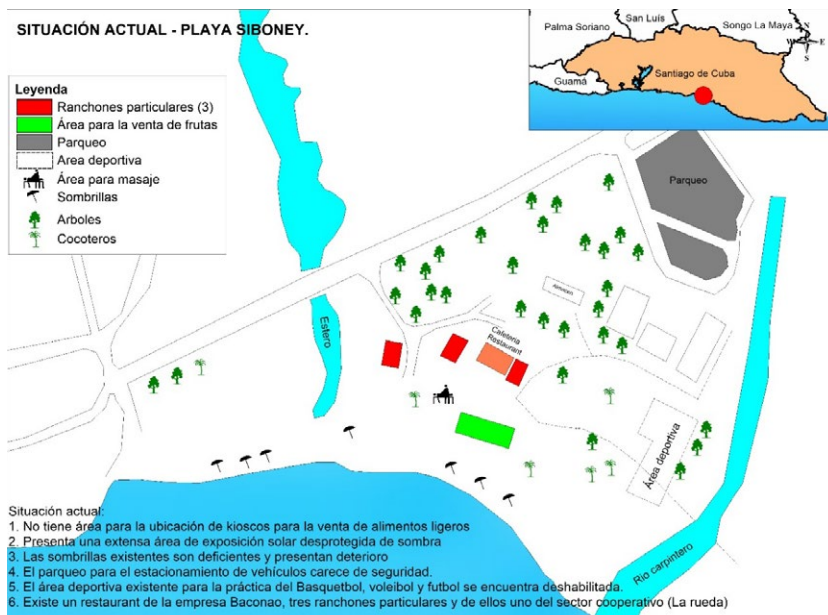 SITUACIÓN ACTUAL - PLAYA SIBONEY.
San Luís
Palma Soriano
Songo La Maya
N
W
E
S
Santiago de Cuba
Guamá
Leyenda
Ranchones particulares (3)
Área para la venta de frutas
Parqueo
Area deportiva
Área para masaje
Sombrillas
Arboles
Cocoteros
Parqueo
Almacen
Estero
Cafeteria
Restaurant
Área deportiva
Río carpintero
Situación actual:
1. No tiene área para la ubicación de kioscos para la venta de alimentos ligeros
2. Presenta una extensa área de exposición solar desprotegida de sombra
3. Las sombrillas existentes son deficientes y presentan deterioro
4. El parqueo para el estacionamiento de vehículos carece de seguridad.
5. El área deportiva existente para la práctica del Basquetbol, voleibol y futbol se encuentra deshabilitada.
6. Existe un restaurant de la empresa Baconao, tres ranchones particulares y de ellos uno del sector cooperativo (La rueda)